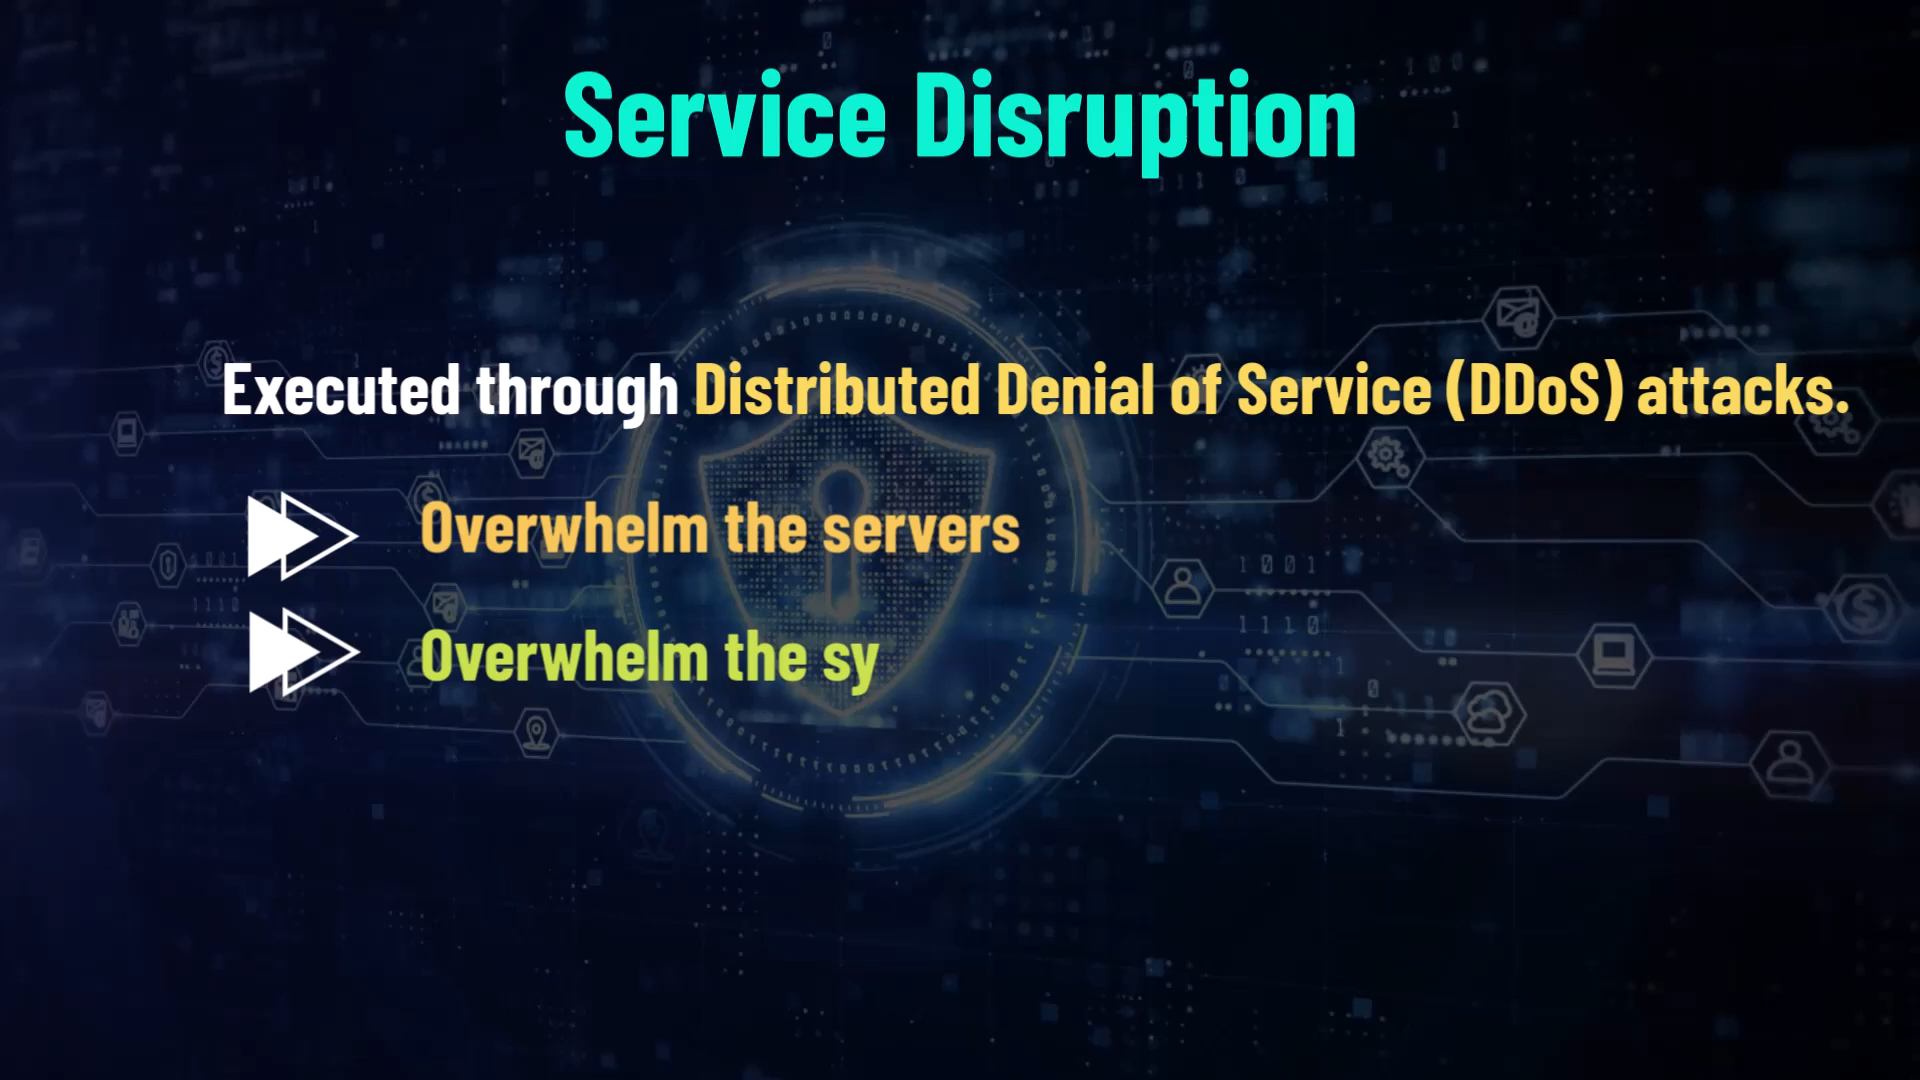 Service Disruption
Executed through Distributed Denial of Service (DDoS) attacks.
Overwhelm the servers
Overwhelm the sy